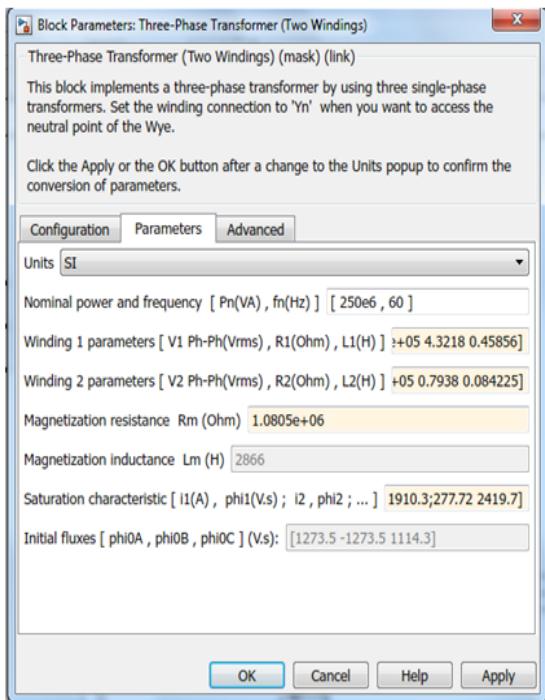 Block Parameters: Three-Phase Transformer (Two Windings)
x
Three-Phase Transformer (Two Windings) (mask) (link)
This block implements a three-phase transformer by using three single-phase
transformers. Set the winding connection to 'Yn' when you want to access the
neutral point of the Wye.
Click the Apply or the OK button after a change to the Units popup to confirm the
conversion of parameters.
Configuration Parameters Advanced
Units SI
Nominal power and frequency [ Pn(VA) , fn(Hz) ] [ 250e6 , 60 ]
Winding 1 parameters [ V1 Ph-Ph(Vrms) , R1(Ohm) , L1(H) ] e+05 4.3218 0.45856]
Winding 2 parameters [ V2 Ph-Ph(Vrms) , R2(Ohm) , L2(H) ] +05 0.7938 0.084225]
Magnetization resistance Rm (Ohm) 1.0805e+06
Magnetization inductance Lm (H) 2866
Saturation characteristic [ i1(A) , phi1(V.s) ; i2 , phi2 ; ... ] 1910.3;277.72 2419.7]
Initial fluxes [ phi0A , phi0B , phi0C ] (V.s): [1273.5 -1273.5 1114.3]
OK Cancel Help Apply